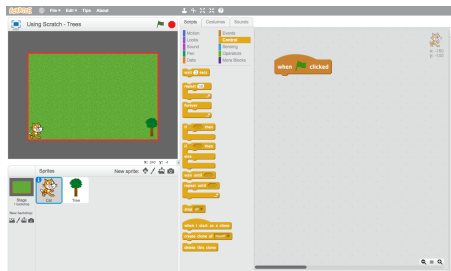 SCRATCH File▼ Edit▼ Tips About
Using Scratch - Trees
Scripts Costumes Sounds
Motion Events
Looks Control
Sound Sensing
Pen Operators
Data More Blocks
wait 1 secs
repeat 10
forever
if then
if then
else
wait until
repeat until
stop all
when I start as a clone
create clone of myself
delete this clone
when clicked
Sprites New sprite:
Stage
1 backdrop
New backdrop:
Cat Tree